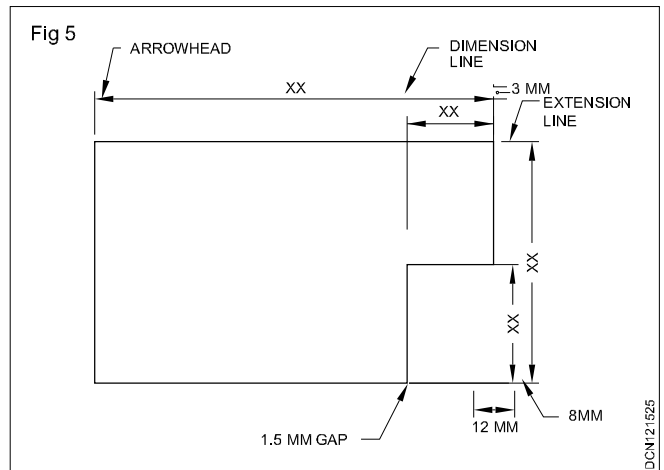 Fig 5
ARROWHEAD
DIMENSION
LINE
XX
3 MM
XX
EXTENSION
LINE
XX
XX
12 MM
8MM
1.5 MM GAP
DCN121525